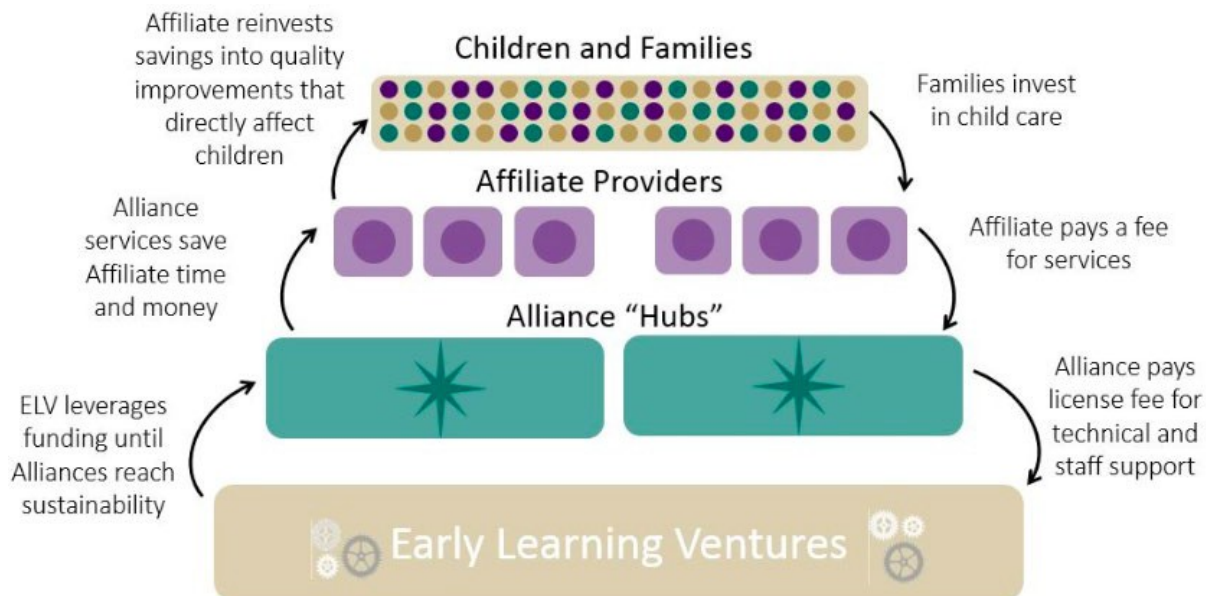 Affiliate reinvests
savings into quality
improvements that
directly affect
children
Children and Families
Families invest
in child care
Affiliate Providers
Alliance
services save
Affiliate time
and money
Affiliate pays a fee
for services
Alliance “Hubs”
ELV leverages
funding until
Alliances reach
sustainability
Alliance pays
license fee for
technical and
staff support
Early Learning Ventures